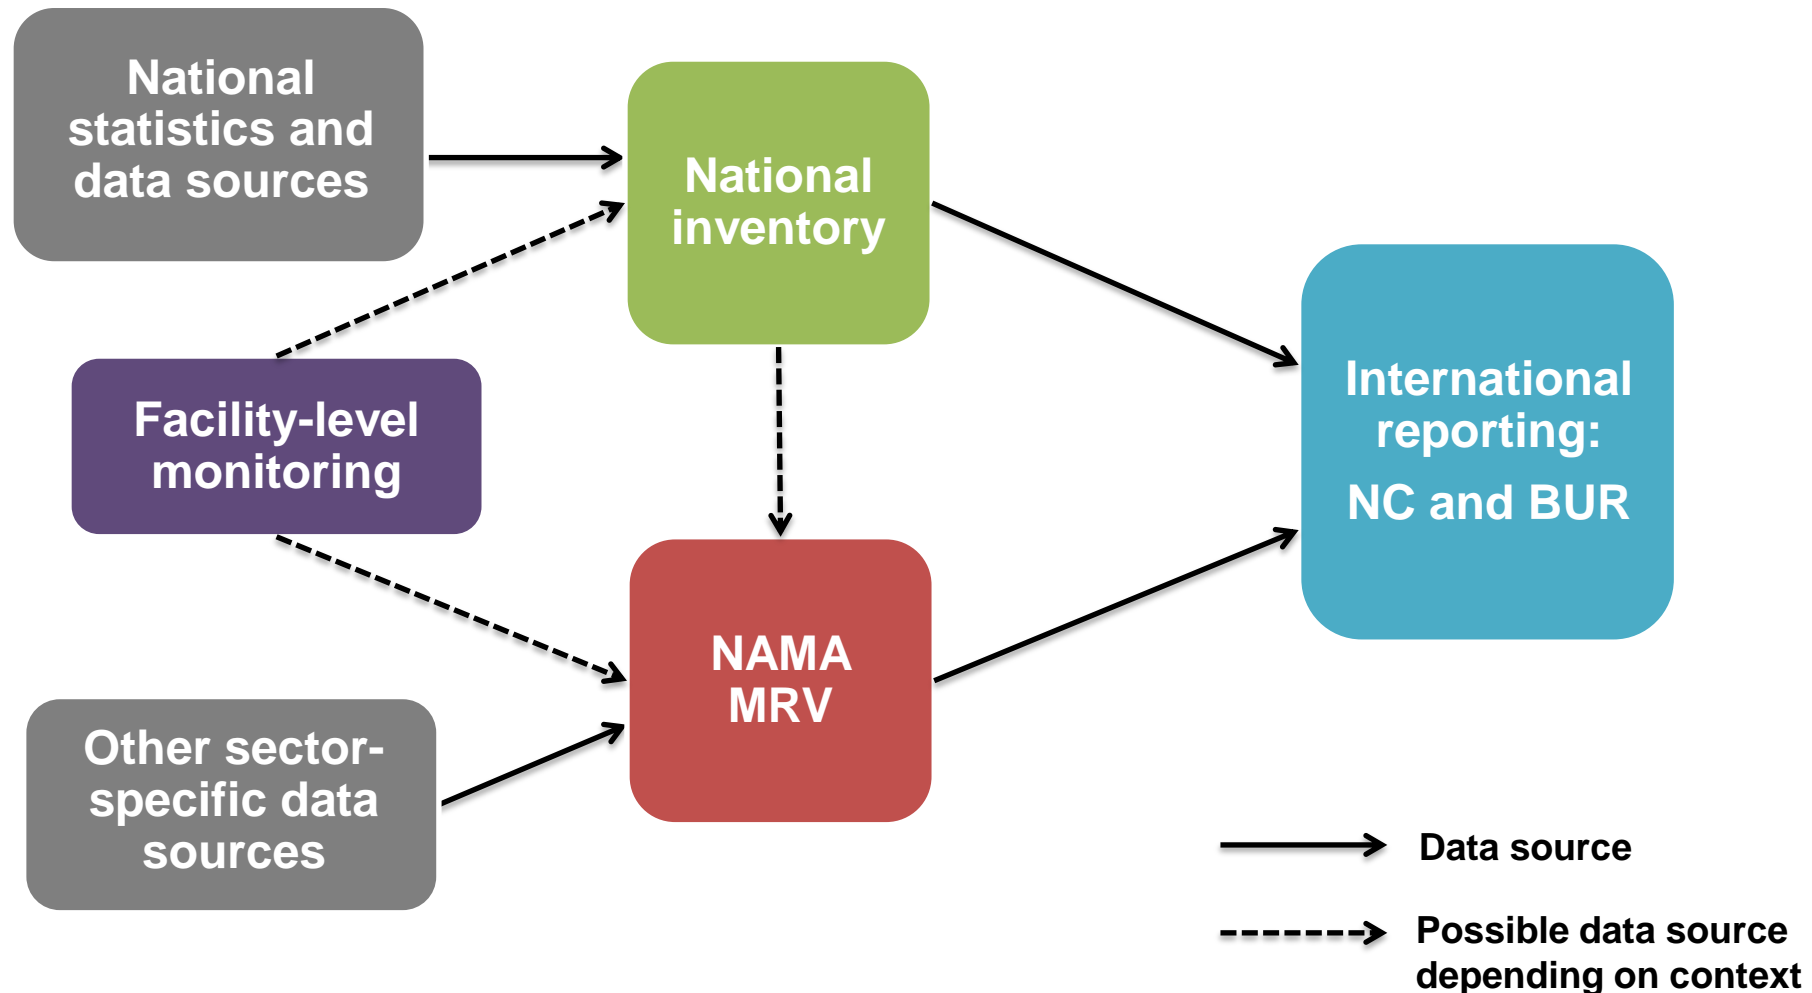 National
statistics and
data sources
National
inventory
Facility-level
monitoring
International
reporting:
NC and BUR
NAMA
MRV
Other sector-
specific data
sources
Data source
Possible data source
depending on context